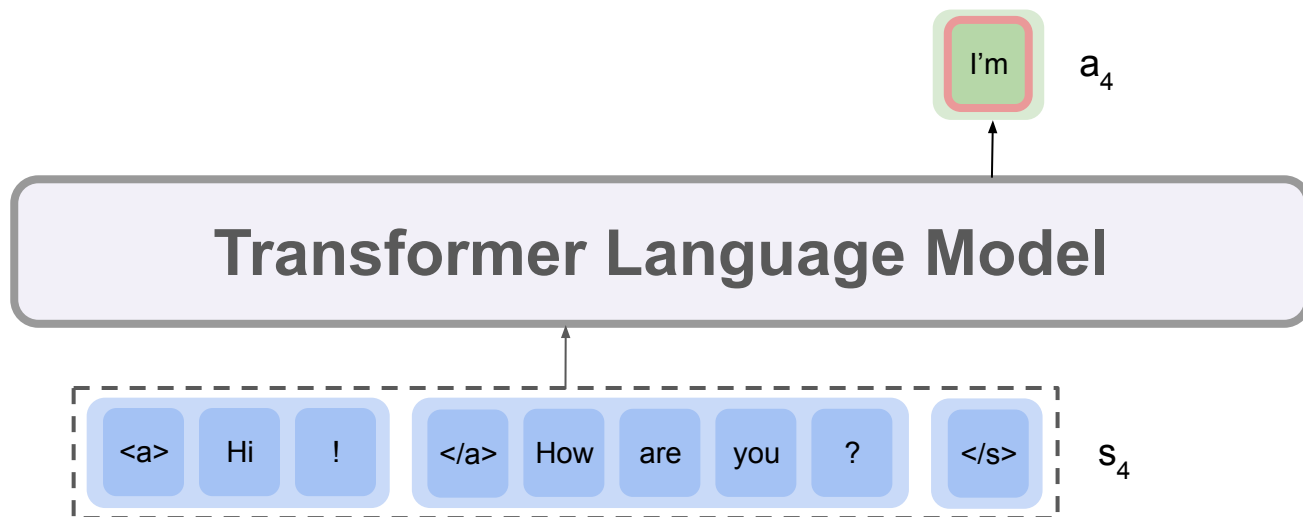 I'm a₄
Transformer Language Model
<a> Hi ! </a> How are you ? </s> s₄